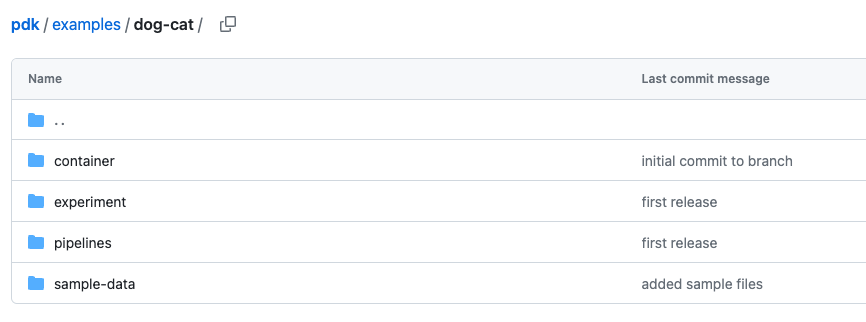 pdk / examples / dog-cat /
Name Last commit message
..
container initial commit to branch
experiment first release
pipelines first release
sample-data added sample files